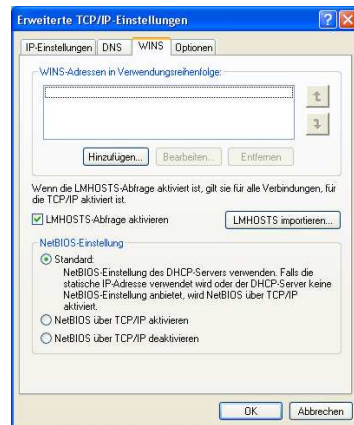 Erweiterte TCP/IP-Einstellungen
IP-Einstellungen DNS WINS Optionen
WINS-Adressen in Verwendungsreihenfolge:
Hinzufügen... Bearbeiten... Entfernen
Wenn die LMHOSTS-Abfrage aktiviert ist, gilt sie für alle Verbindungen, für
die TCP/IP aktiviert ist.
LMHOSTS-Abfrage aktivieren LMHOSTS importieren...
NetBIOS-Einstellung
Standard:
NetBIOS-Einstellung des DHCP-Servers verwenden. Falls die
statische IP-Adresse verwendet wird oder der DHCP-Server keine
NetBIOS-Einstellung anbietet, wird NetBIOS über TCP/IP
aktiviert.
NetBIOS über TCP/IP aktivieren
NetBIOS über TCP/IP deaktivieren
OK Abbrechen